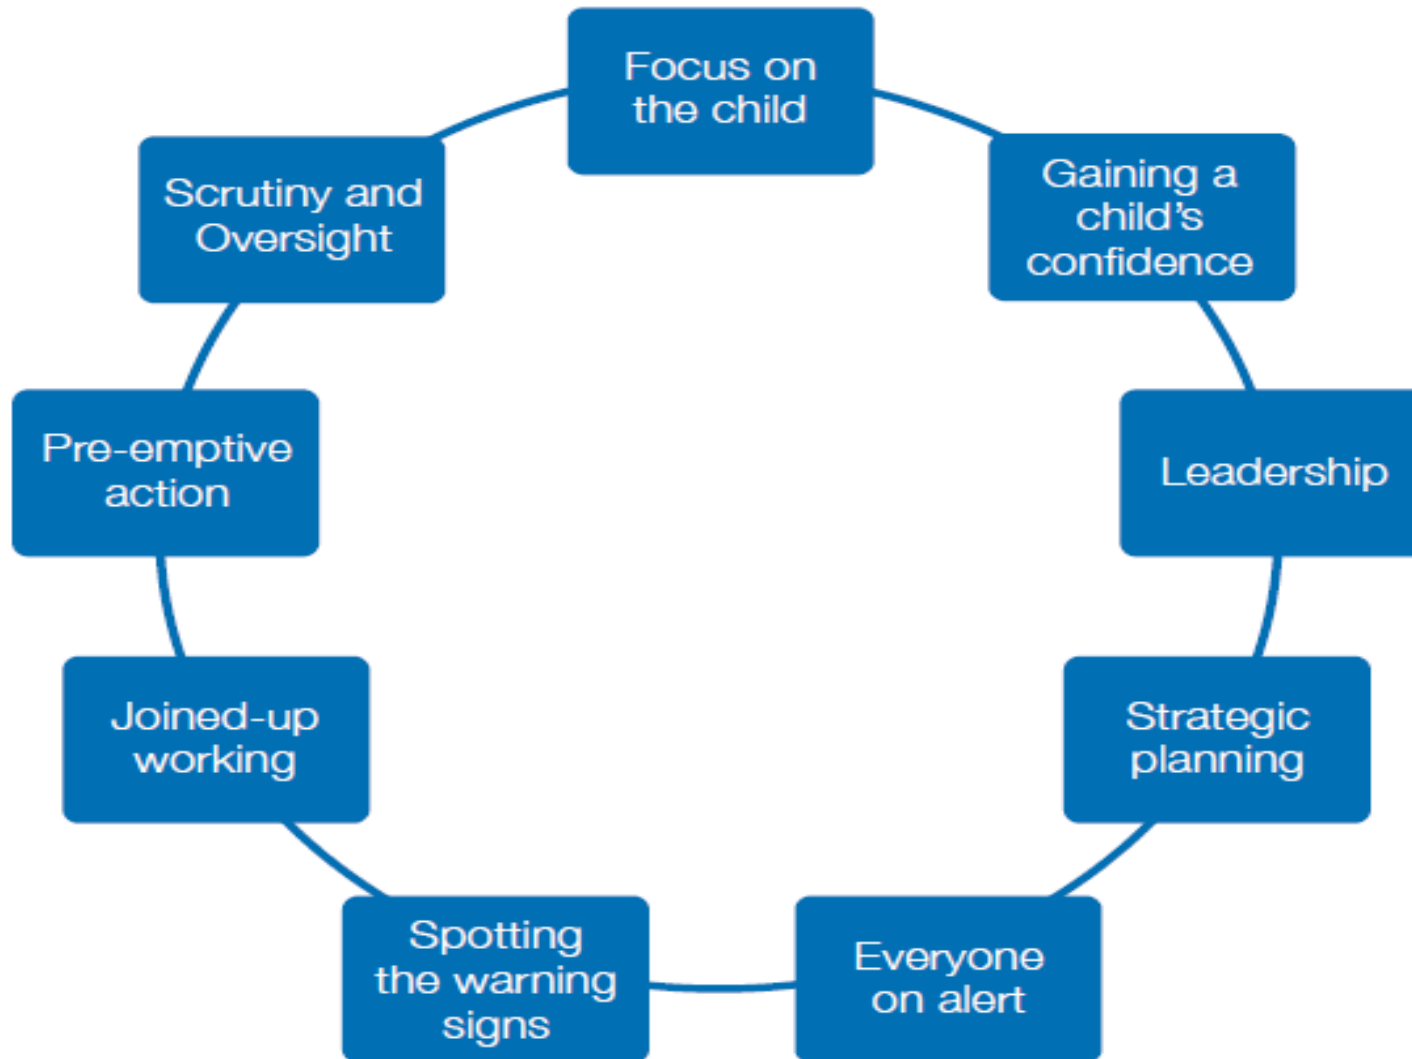 Focus on
the child
Gaining a
child's
confidence
Leadership
Strategic
planning
Everyone
on alert
Spotting
the warning
signs
Joined-up
working
Pre-emptive
action
Scrutiny and
Oversight